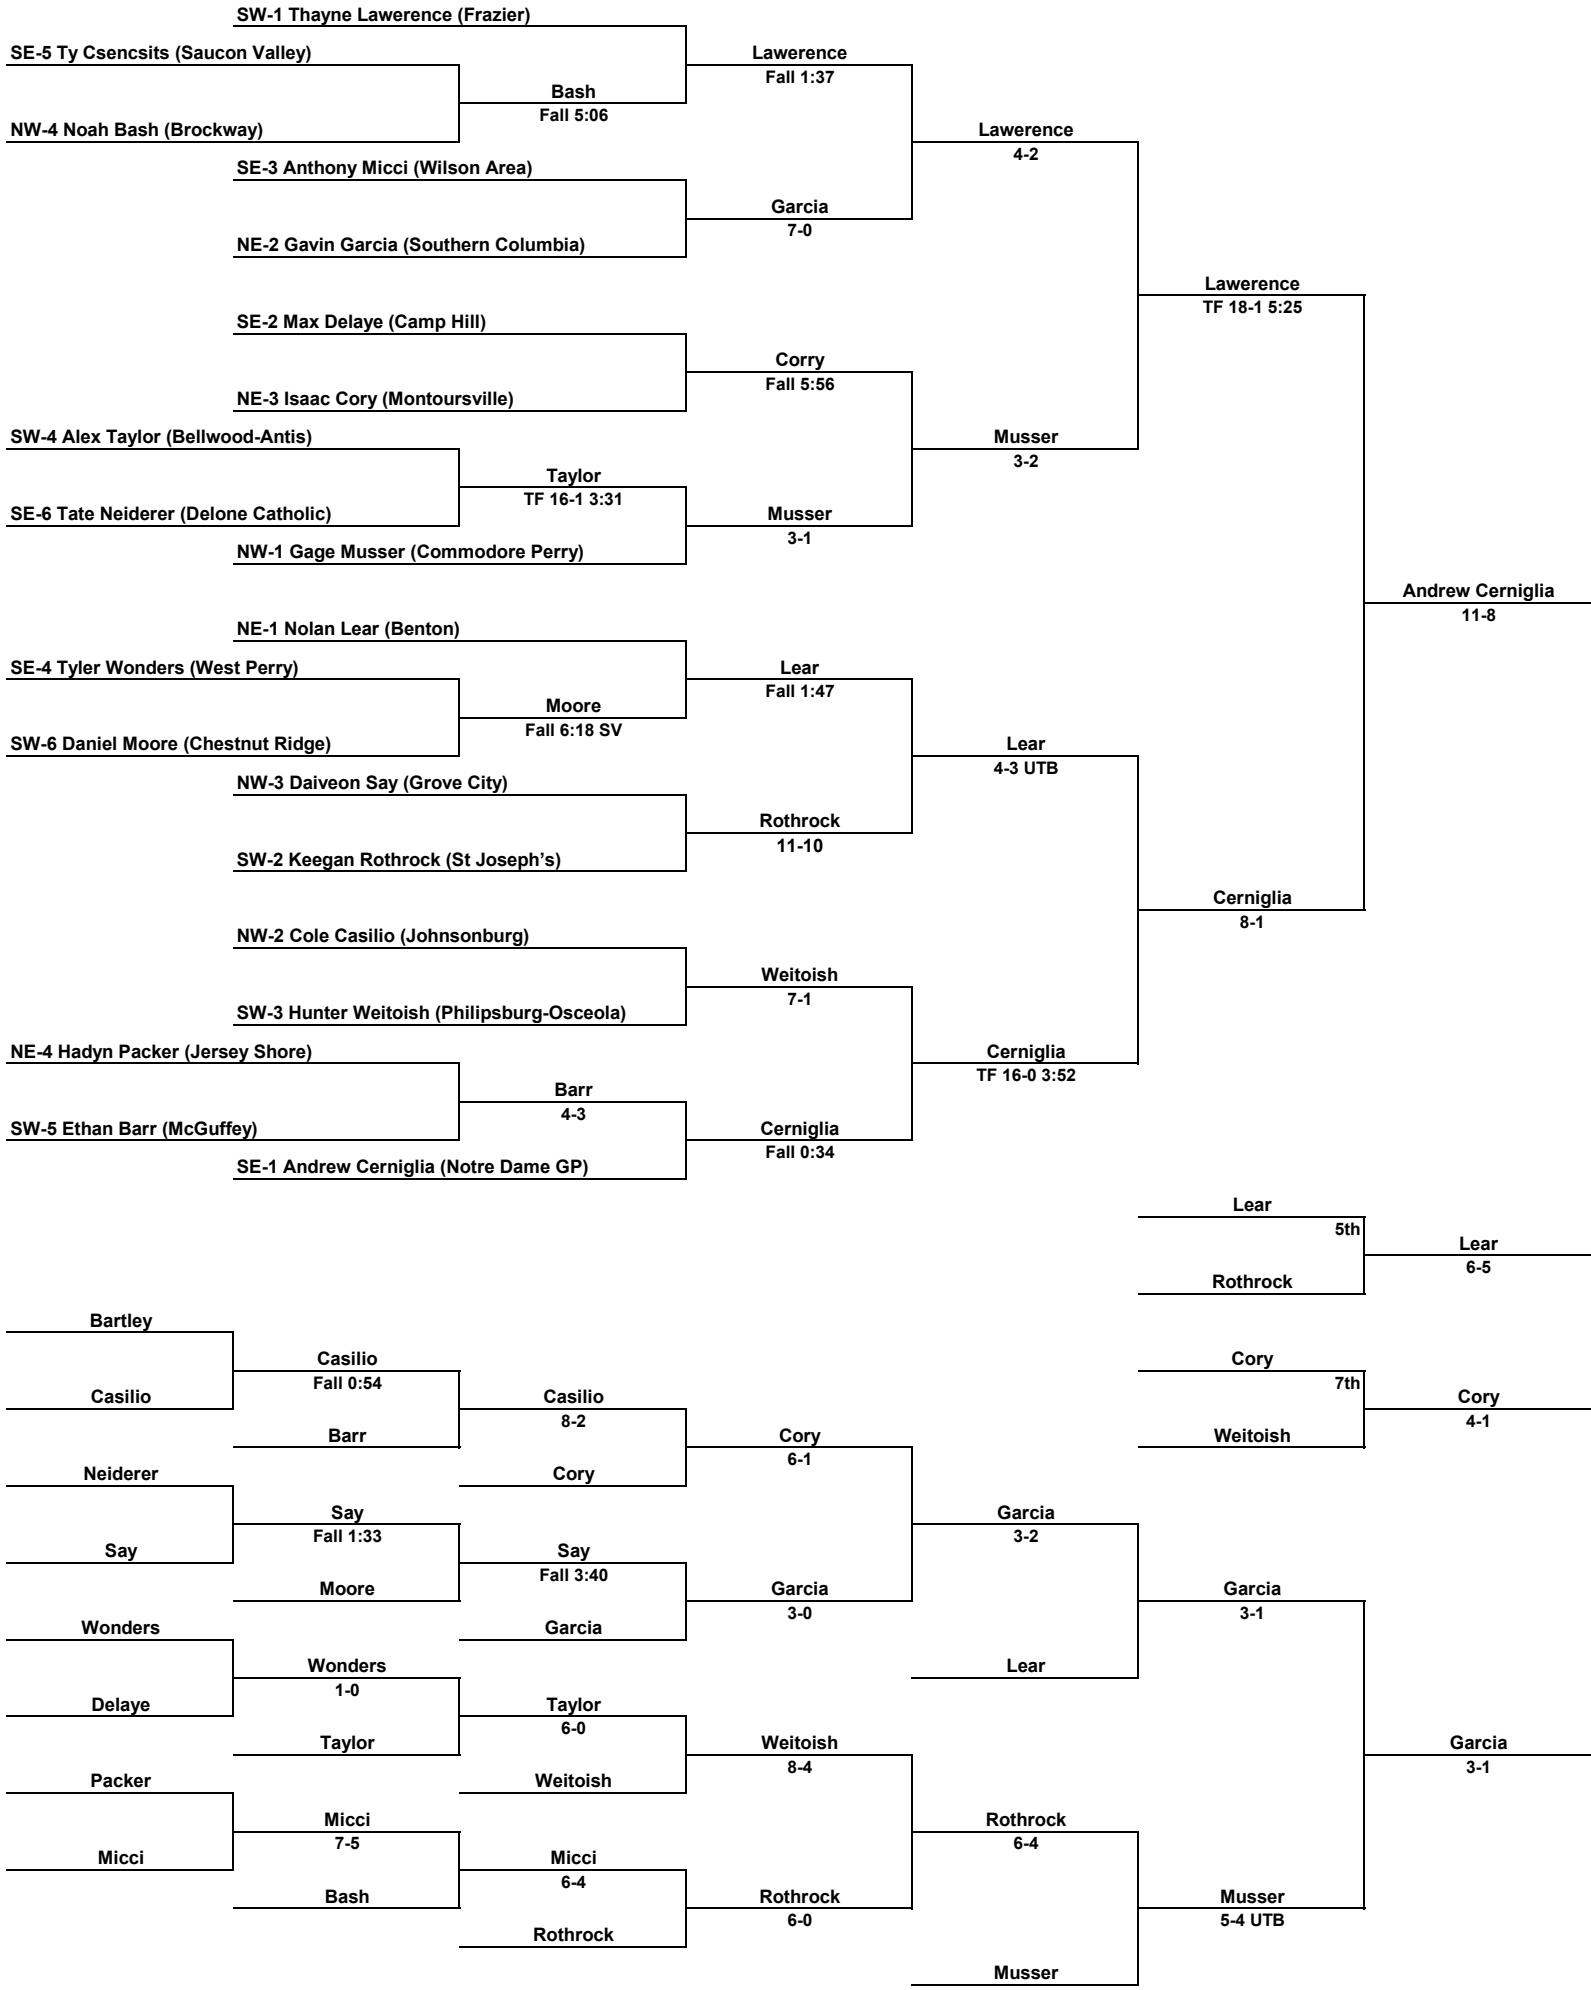 SW-1 Thayne Lawerence (Frazier)
SE-5 Ty Csencsits (Saucon Valley)
Lawerence
Fall 1:37
Bash
Fall 5:06
NW-4 Noah Bash (Brockway)
Lawerence
4-2
SE-3 Anthony Micci (Wilson Area)
Garcia
7-0
NE-2 Gavin Garcia (Southern Columbia)
Lawerence
TF 18-1 5:25
SE-2 Max Delaye (Camp Hill)
Corry
Fall 5:56
NE-3 Isaac Cory (Montoursville)
SW-4 Alex Taylor (Bellwood-Antis)
Musser
3-2
Taylor
TF 16-1 3:31
SE-6 Tate Neiderer (Delone Catholic)
Musser
3-1
NW-1 Gage Musser (Commodore Perry)
Andrew Cerniglia
11-8
NE-1 Nolan Lear (Benton)
SE-4 Tyler Wonders (West Perry)
Lear
Fall 1:47
Moore
Fall 6:18 SV
SW-6 Daniel Moore (Chestnut Ridge)
Lear
4-3 UTB
NW-3 Daiveon Say (Grove City)
Rothrock
11-10
SW-2 Keegan Rothrock (St Joseph’s)
Cerniglia
8-1
NW-2 Cole Casilio (Johnsonburg)
Weitoish
7-1
SW-3 Hunter Weitoish (Philipsburg-Osceola)
NE-4 Hadyn Packer (Jersey Shore)
Cerniglia
TF 16-0 3:52
Barr
4-3
SW-5 Ethan Barr (McGuffey)
Cerniglia
Fall 0:34
SE-1 Andrew Cerniglia (Notre Dame GP)
Lear
5th
Lear
6-5
Rothrock
Bartley
Casilio
Fall 0:54
Cory
7th
Casilio
Casilio
8-2
Cory
4-1
Barr
Cory
6-1
Weitoish
Neiderer
Cory
Say
Fall 1:33
Garcia
3-2
Say
Say
Fall 3:40
Moore
Garcia
3-0
Garcia
3-1
Wonders
Garcia
Wonders
1-0
Lear
Delaye
Taylor
6-0
Taylor
Weitoish
8-4
Garcia
3-1
Packer
Weitoish
Micci
7-5
Rothrock
6-4
Micci
Micci
6-4
Bash
Rothrock
6-0
Musser
5-4 UTB
Rothrock
Musser